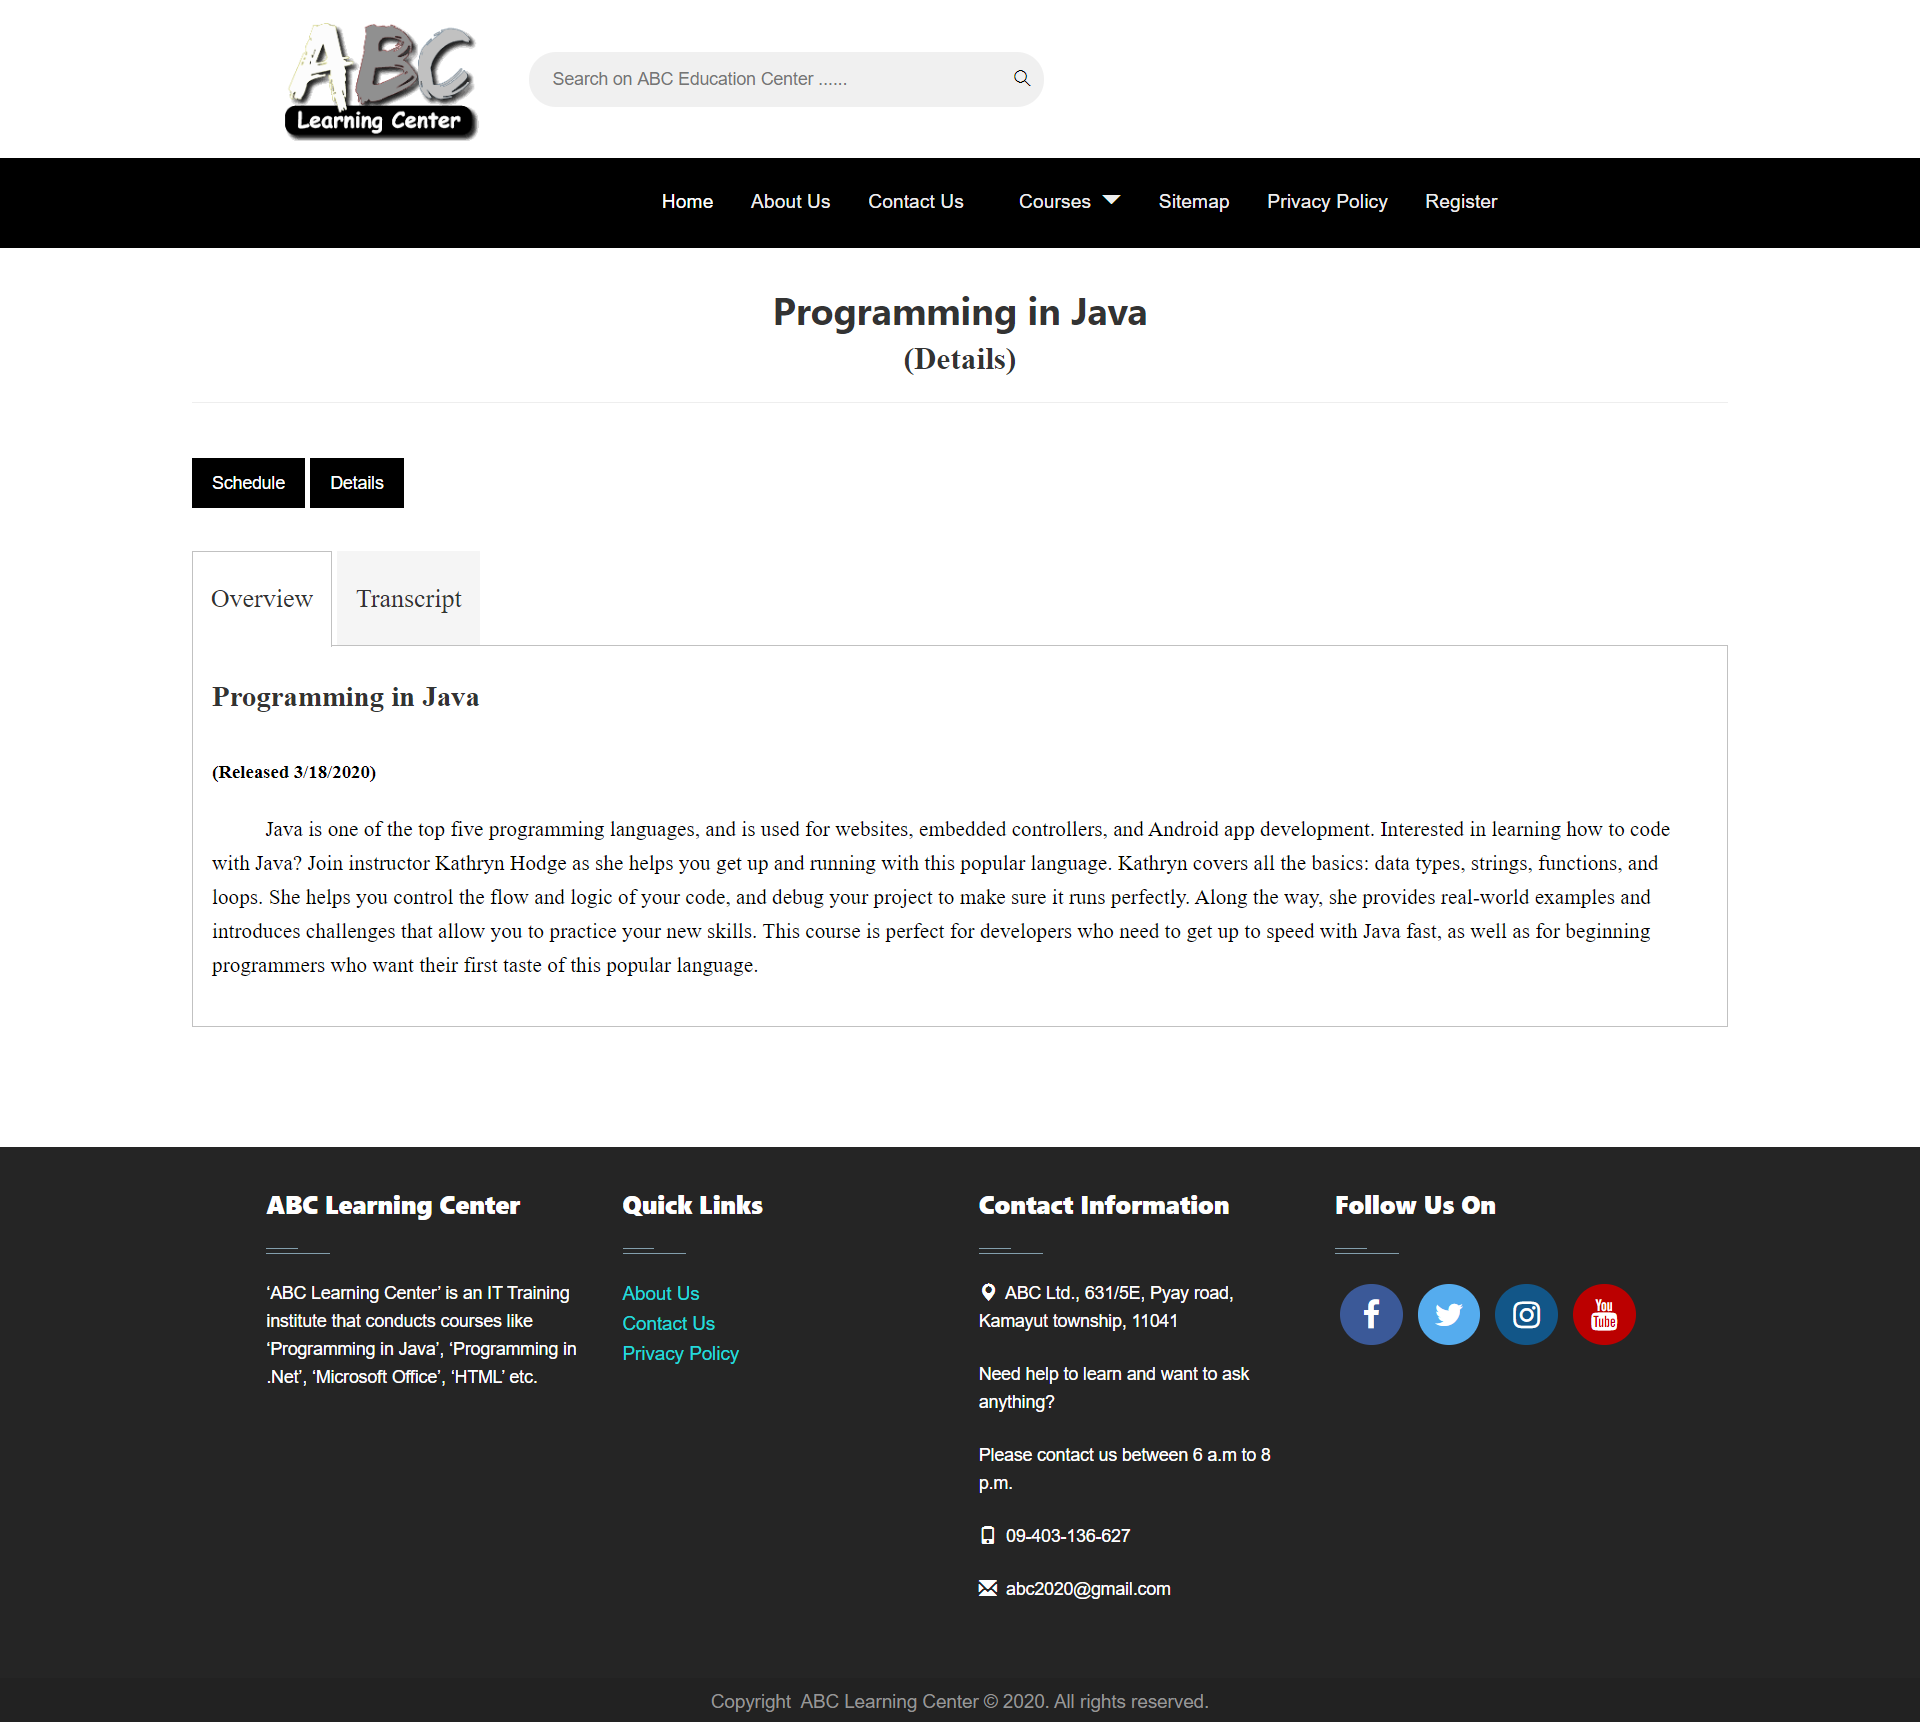 ABC
Learning Center
Search on ABC Education Center ......
Home About Us Contact Us Courses Sitemap Privacy Policy Register
Programming in Java
(Details)
Schedule Details
Overview Transcript
Programming in Java
(Released 3/18/2020)
Java is one of the top five programming languages, and is used for websites, embedded controllers, and Android app development. Interested in learning how to code
with Java? Join instructor Kathryn Hodge as she helps you get up and running with this popular language. Kathryn covers all the basics: data types, strings, functions, and
loops. She helps you control the flow and logic of your code, and debug your project to make sure it runs perfectly. Along the way, she provides real-world examples and
introduces challenges that allow you to practice your new skills. This course is perfect for developers who need to get up to speed with Java fast, as well as for beginning
programmers who want their first taste of this popular language.
ABC Learning Center
‘ABC Learning Center’ is an IT Training
institute that conducts courses like
‘Programming in Java’, ‘Programming in
.Net’, ‘Microsoft Office’, ‘HTML’ etc.
Quick Links
About Us
Contact Us
Privacy Policy
Contact Information
ABC Ltd., 631/5E, Pyay road,
Kamayut township, 11041
Need help to learn and want to ask
anything?
Please contact us between 6 a.m to 8
p.m.
09-403-136-627
abc2020@gmail.com
Follow Us On
You
Tube
Copyright ABC Learning Center © 2020. All rights reserved.